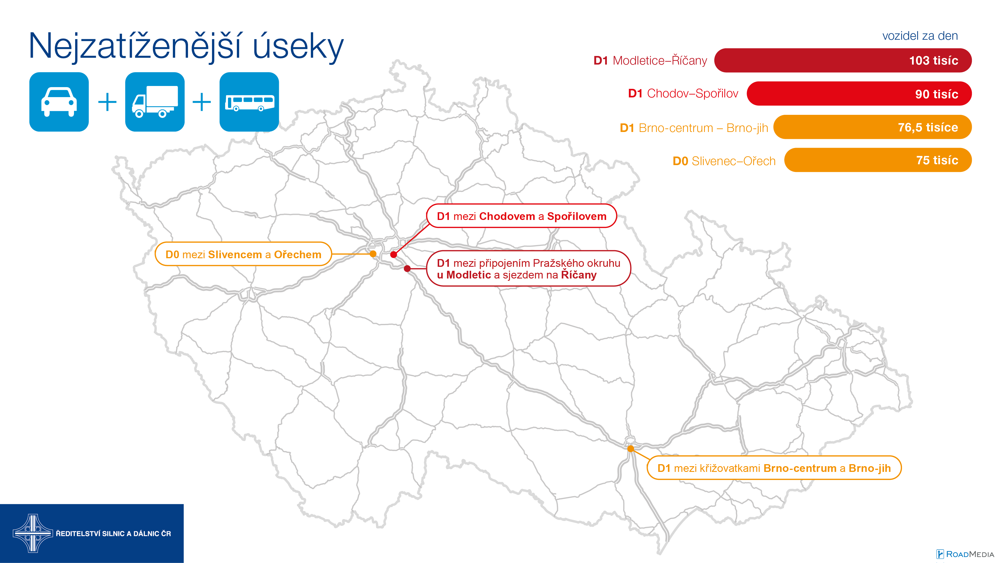 Nejzatíženější úseky
vozidel za den
D1 Modletice–Říčany 103 tisíc
D1 Chodov–Spořilov 90 tisíc
D1 Brno-centrum – Brno-jih 76,5 tisíce
D0 Slivenec–Ořech 75 tisíc
D1 mezi Chodovem a Spořilovem
D0 mezi Slivencem a Ořechem
D1 mezi připojením Pražského okruhu
u Modletic a sjezdem na Říčany
D1 mezi křižovatkami Brno-centrum a Brno-jih
ŘEDITELSTVÍ SILNIC A DÁLNIC ČR
ROADMEDIA